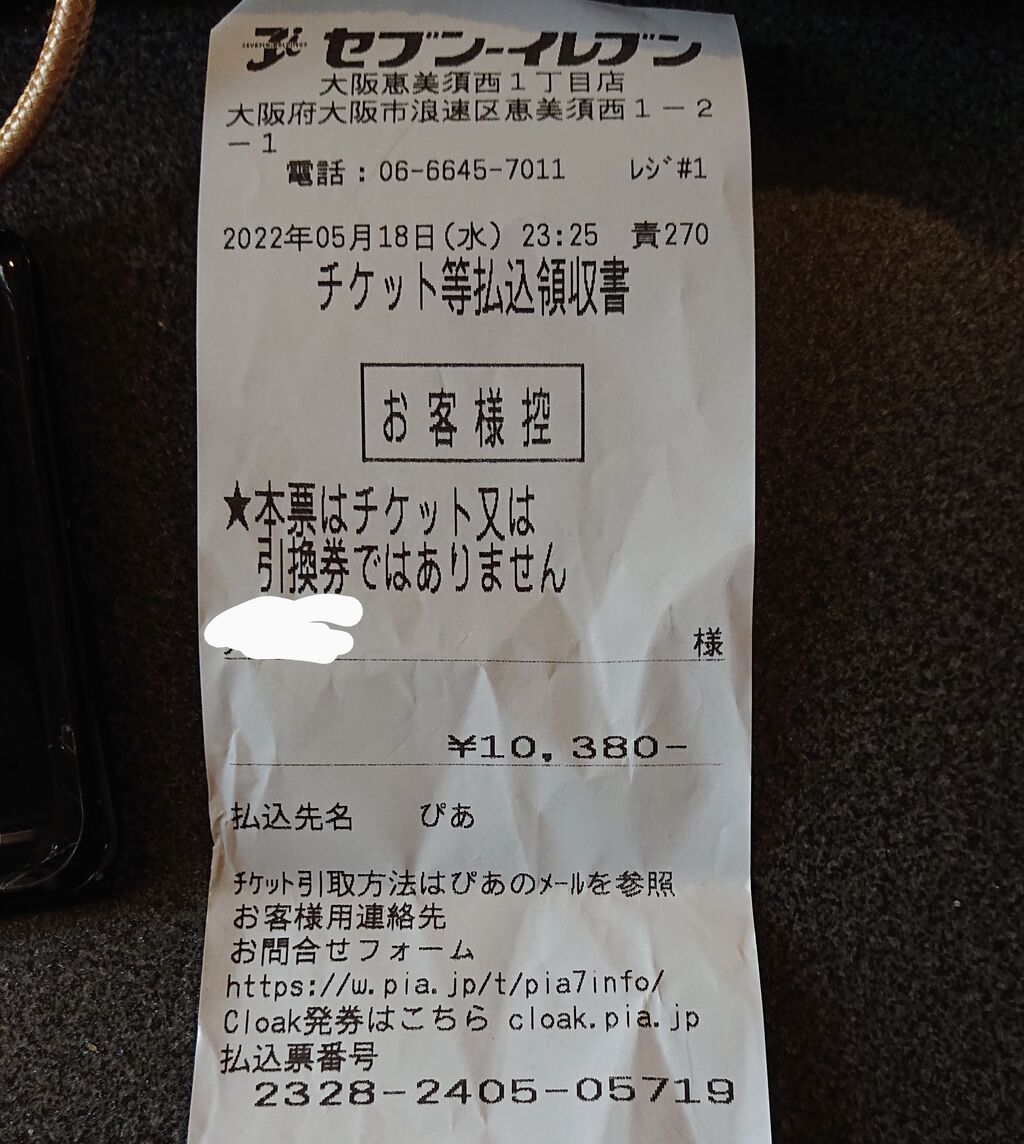 セブン-イレブン
大阪恵美須西1丁目店
大阪府大阪市浪速区恵美須西1-2
-1
電話：06-6645-7011 ﾚｼﾞ#1
2022年05月18日(水) 23:25 責270
チケット等払込領収書
お客様控
★本票はチケット又は
引換券ではありません
様
¥10,380-
払込先名 ぴあ
ﾁｹｯﾄ引取方法はぴあのﾒｰﾙを参照
お客様用連絡先
お問合せフォーム
https://w.pia.jp/t/pia7info/
Cloak発券はこちら cloak.pia.jp
払込票番号
2328-2405-05719